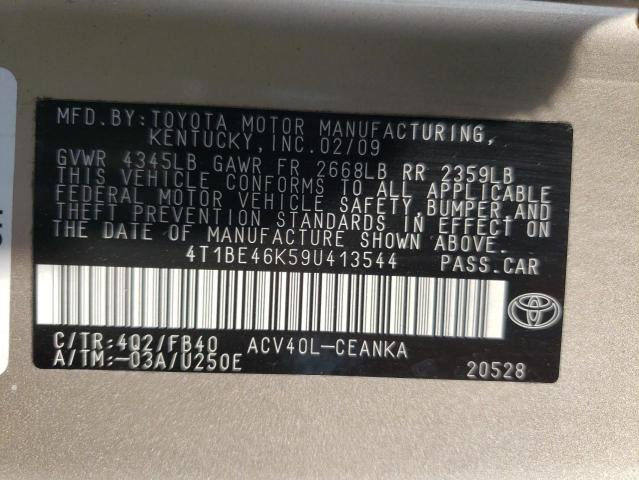 MFD.BY:TOYOTA MOTOR MANUFACTURING,
KENTUCKY,INC.02/09
GVWR 4345LB GAWR FR 2668LB RR 2359LB
THIS VEHICLE CONFORMS TO ALL APPLICABLE
FEDERAL MOTOR VEHICLE SAFETY,BUMPER,AND
THEFT PREVENTION STANDARDS IN EFFECT ON
THE DATE OF MANUFACTURE SHOWN ABOVE.
4T1BE46K59U413544 PASS.CAR
C/TR:4Q2/FB40 ACV40L-CEANKA
A/TM:-03A/U250E 20528